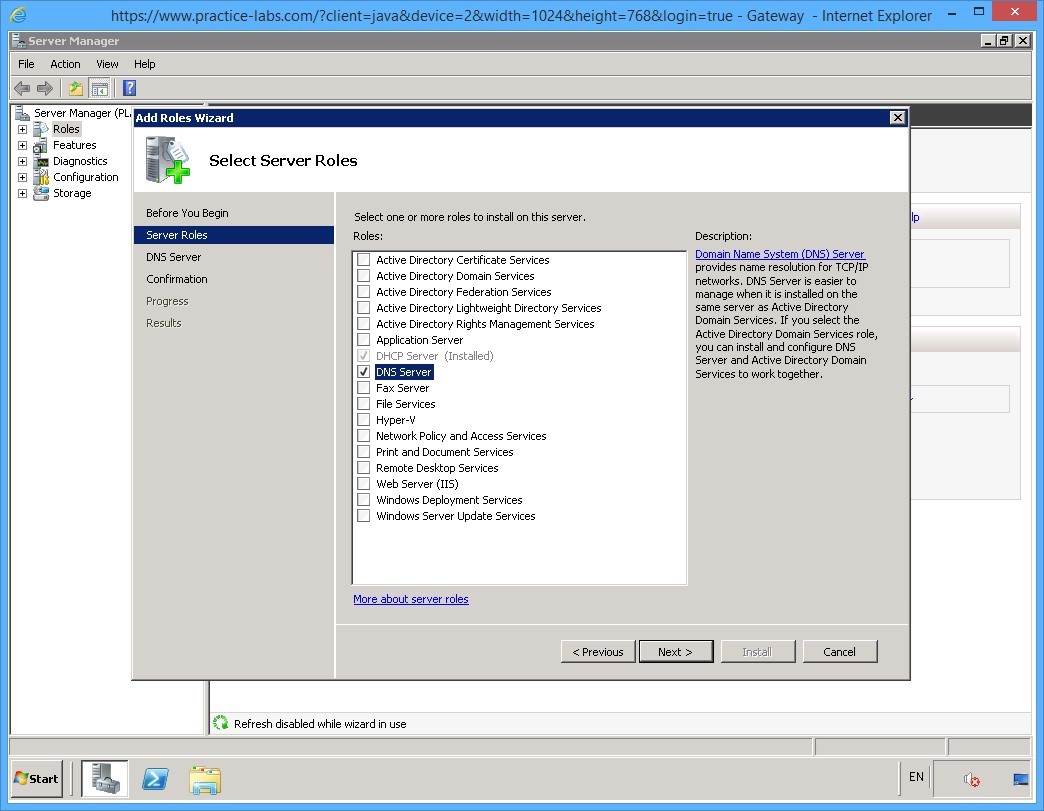 https://www.practice-labs.com/?client=java&device=2&width=1024&height=768&login=true - Gateway - Internet Explorer
Server Manager
File Action View Help
Server Manager (PL
Roles
Features
Diagnostics
Configuration
Storage
Add Roles Wizard
Select Server Roles
Before You Begin
Server Roles
DNS Server
Confirmation
Progress
Results
Select one or more roles to install on this server.
Roles:
Active Directory Certificate Services
Active Directory Domain Services
Active Directory Federation Services
Active Directory Lightweight Directory Services
Active Directory Rights Management Services
Application Server
DHCP Server (Installed)
DNS Server
Fax Server
File Services
Hyper-V
Network Policy and Access Services
Print and Document Services
Remote Desktop Services
Web Server (IIS)
Windows Deployment Services
Windows Server Update Services
More about server roles
Description:
Domain Name System (DNS) Server
provides name resolution for TCP/IP
networks. DNS Server is easier to
manage when it is installed on the
same server as Active Directory
Domain Services. If you select the
Active Directory Domain Services role,
you can install and configure DNS
Server and Active Directory Domain
Services to work together.
lp
< Previous Next > Install Cancel
Refresh disabled while wizard in use
Start
EN